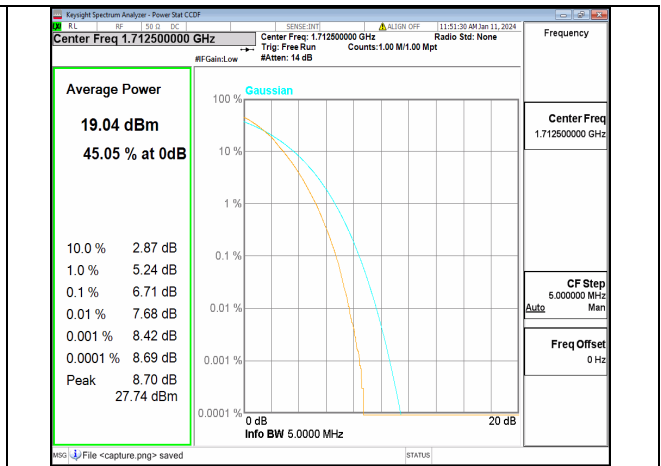 Keysight Spectrum Analyzer - Power Stat CCDF
RL RF 50 Ω DC SENSE:INT ALIGN OFF 11:51:30 AM Jan 11, 2024
Center Freq 1.712500000 GHz
Center Freq: 1.712500000 GHz Radio Std: None
Trig: Free Run Counts:1.00 M/1.00 Mpt
#IFGain:Low #Atten: 14 dB
Frequency
Average Power
19.04 dBm
45.05 % at 0dB
10.0 % 2.87 dB
1.0 % 5.24 dB
0.1 % 6.71 dB
0.01 % 7.68 dB
0.001 % 8.42 dB
0.0001 % 8.69 dB
Peak 8.70 dB
27.74 dBm
Gaussian
100 %
10 %
1 %
0.1 %
0.01 %
0.001 %
0.0001 %
0 dB 20 dB
Info BW 5.0000 MHz
Center Freq
1.712500000 GHz
CF Step
5.000000 MHz
Auto Man
Freq Offset
0 Hz
MSG File <capture.png> saved STATUS